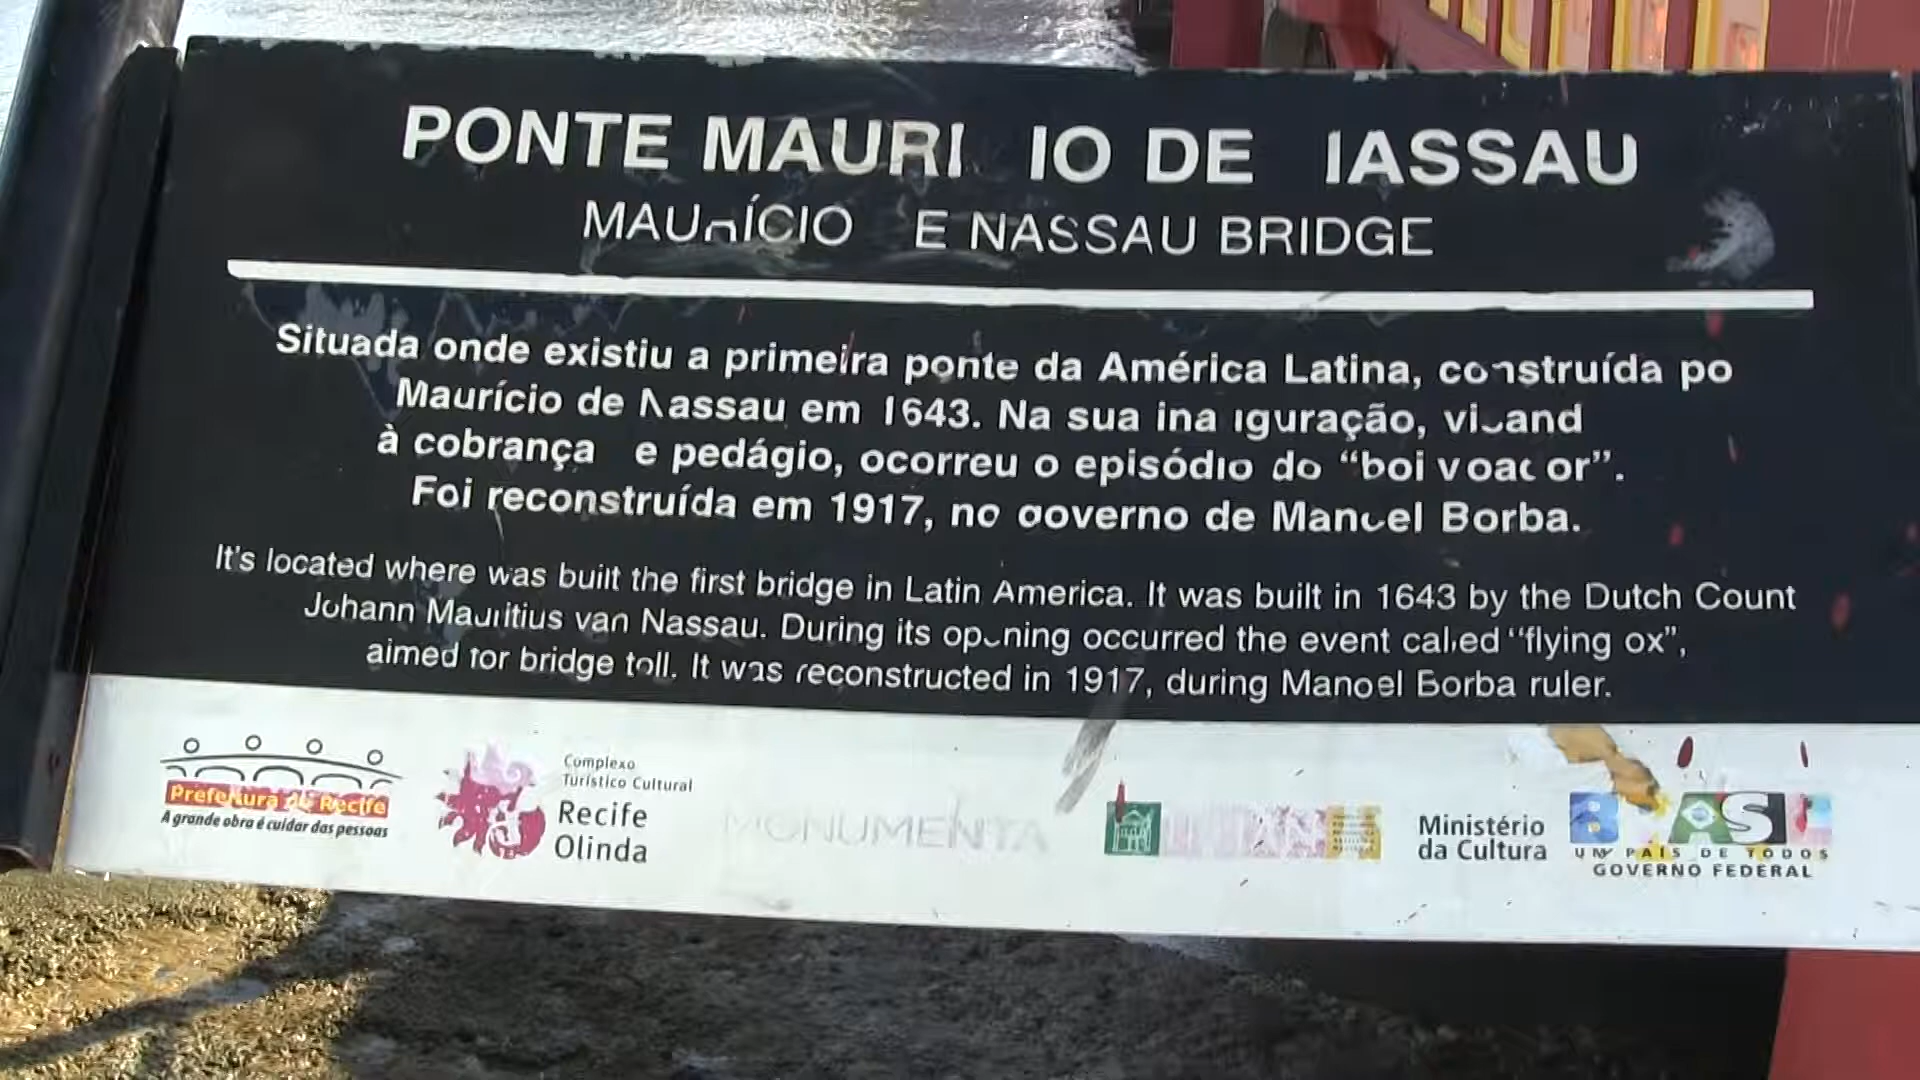 PONTE MAURI IO DE IASSAU
MAURÍCIO E NASSAU BRIDGE
Situada onde existiu a primeira ponte da América Latina, construída po
Maurício de Nassau em 1643. Na sua ina iguração, visand
à cobrança e pedágio, ocorreu o episódio do “boi voac or”.
Foi reconstruída em 1917, no governo de Manoel Borba.
It's located where was built the first bridge in Latin America. It was built in 1643 by the Dutch Count
Johann Mauritius van Nassau. During its opening occurred the event called “flying ox”,
aimed for bridge toll. It was reconstructed in 1917, during Manoel Borba ruler.
Prefeitura do Recife
A grande obra é cuidar das pessoas
Complexo
Turístico Cultural
Recife
Olinda
MONUMENTA
Ministério
da Cultura
B ASIL
UM PAÍS DE TODOS
GOVERNO FEDERAL